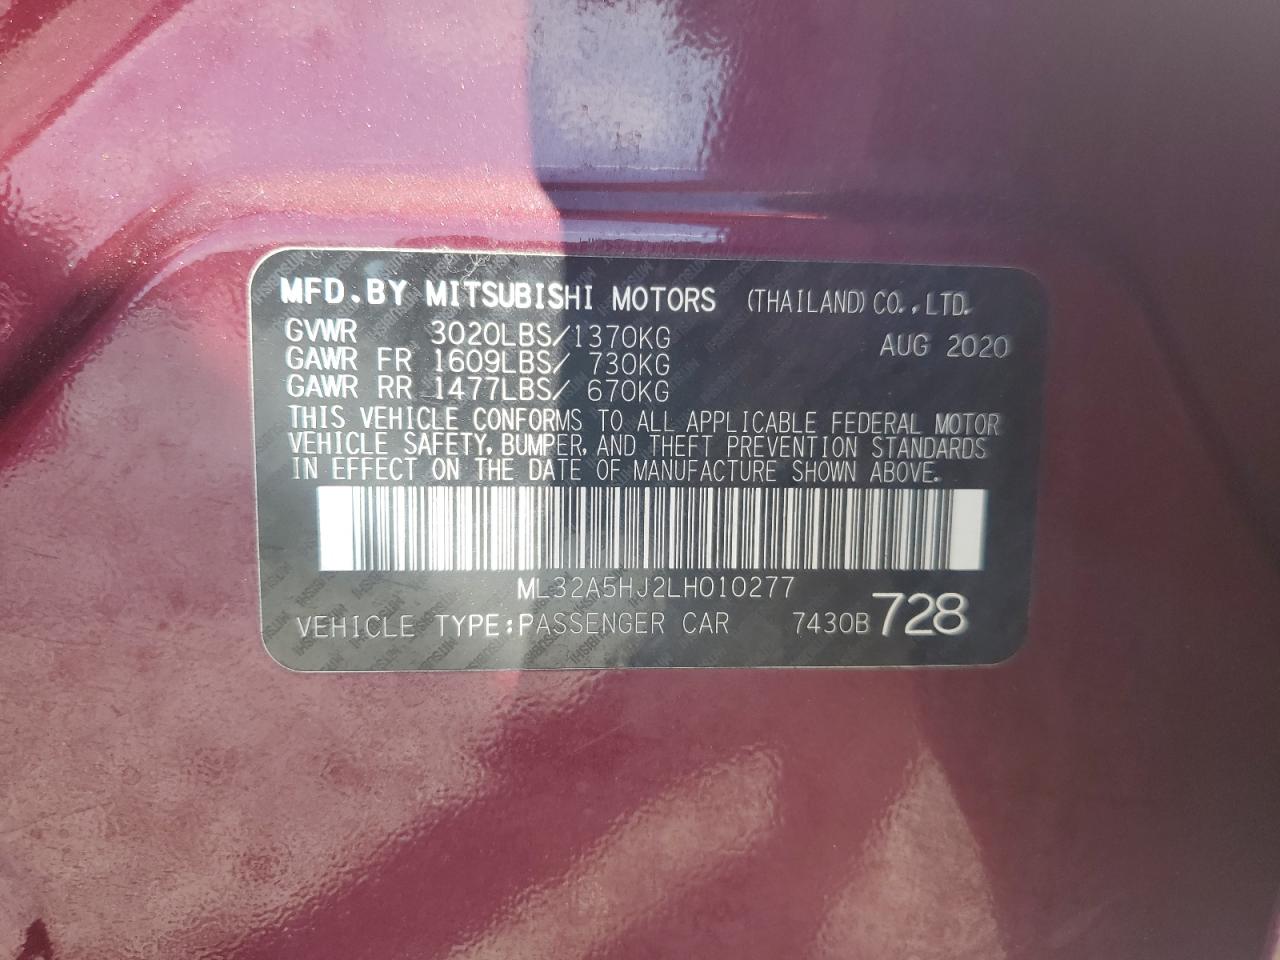 MFD.BY MITSUBISHI MOTORS (THAILAND) CO.,LTD.
GVWR 3020LBS/1370KG AUG 2020
GAWR FR 1609LBS/ 730KG
GAWR RR 1477LBS/ 670KG
THIS VEHICLE CONFORMS TO ALL APPLICABLE FEDERAL MOTOR
VEHICLE SAFETY, BUMPER, AND THEFT PREVENTION STANDARDS
IN EFFECT ON THE DATE OF MANUFACTURE SHOWN ABOVE.
ML32A5HJ2LH010277
VEHICLE TYPE:PASSENGER CAR 7430B 728